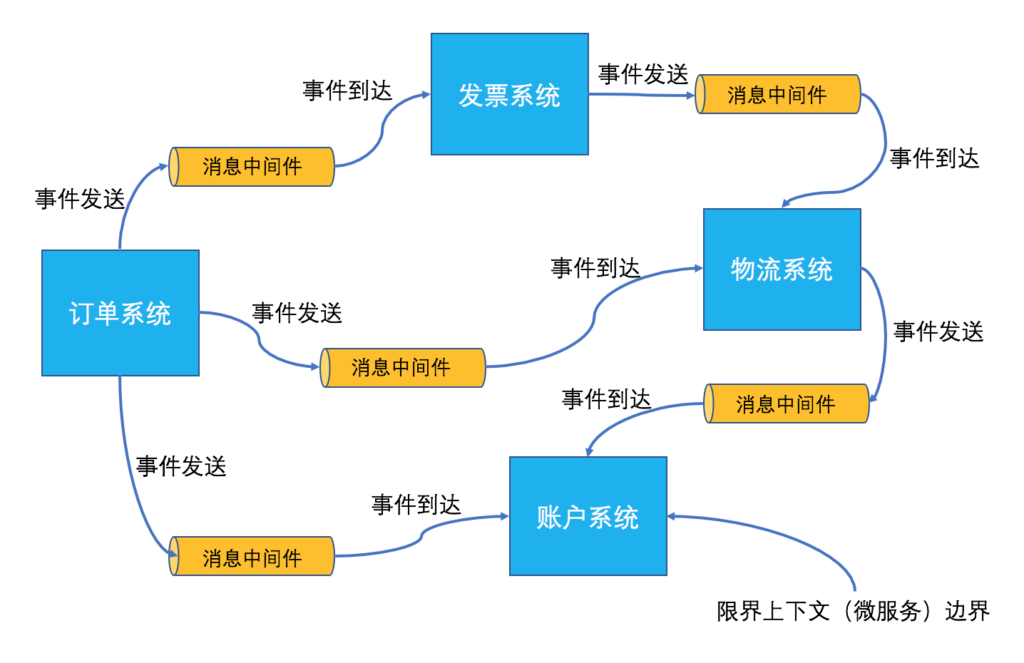 事件发送
消息中间件
事件到达
发票系统
事件发送
消息中间件
事件到达
订单系统
事件发送
消息中间件
事件到达
物流系统
事件发送
消息中间件
事件到达
事件发送
消息中间件
事件到达
账户系统
限界上下文（微服务）边界